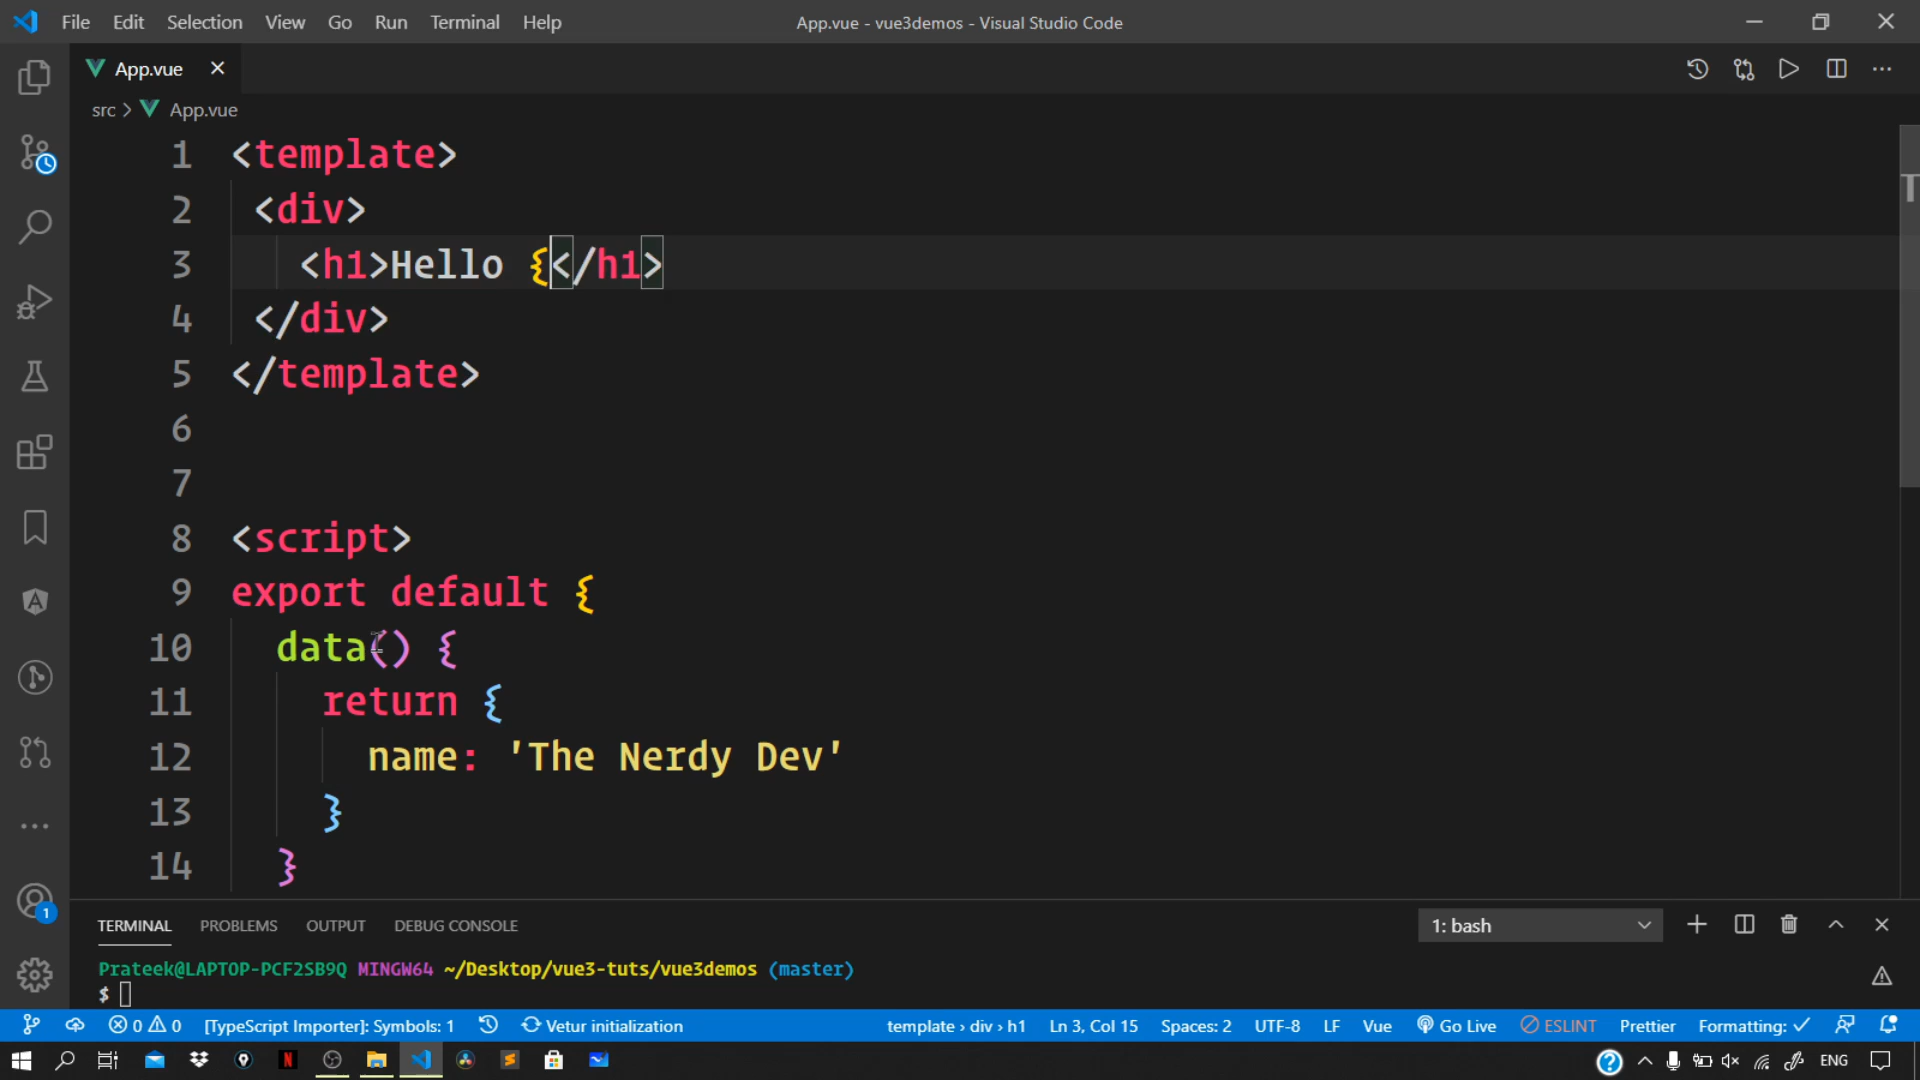 File Edit Selection View Go Run Terminal Help App.vue - vue3demos - Visual Studio Code
App.vue
src > App.vue
1 <template>
2 <div>
3 <h1>Hello {</h1>
4 </div>
5 </template>
6
7
8 <script>
9 export default {
10 data() {
11 return {
12 name: 'The Nerdy Dev'
13 }
14 }
TERMINAL PROBLEMS OUTPUT DEBUG CONSOLE 1: bash
Prateek@LAPTOP-PCF2SB9Q MINGW64 ~/Desktop/vue3-tuts/vue3demos (master)
$
1
0 0 [TypeScript Importer]: Symbols: 1 Vetur initialization template › div › h1 Ln 3, Col 15 Spaces: 2 UTF-8 LF Vue Go Live ESLINT Prettier Formatting: ✓
ENG